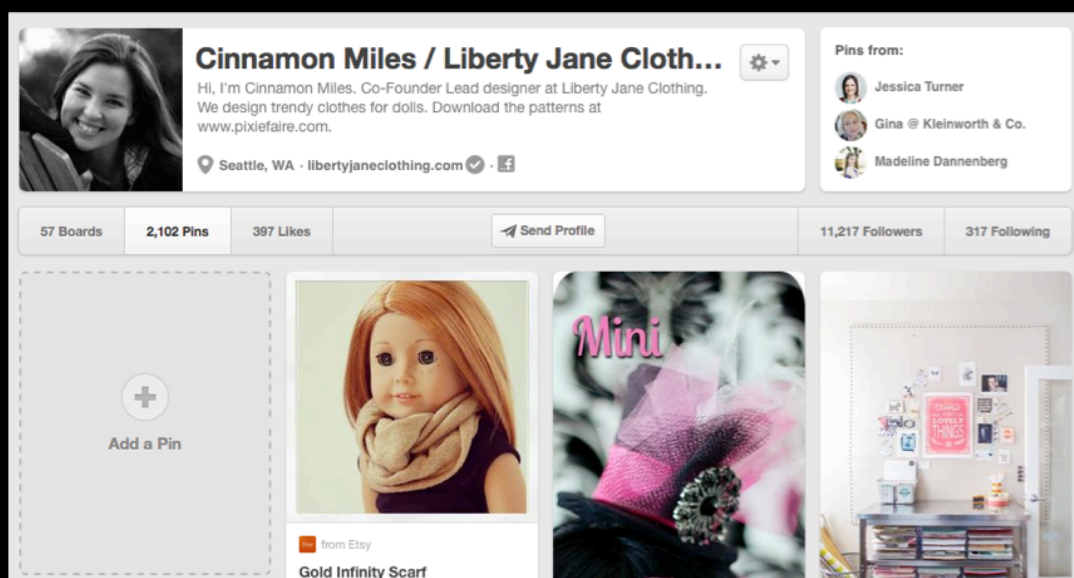 Cinnamon Miles / Liberty Jane Cloth...
Hi, I'm Cinnamon Miles. Co-Founder Lead designer at Liberty Jane Clothing.
We design trendy clothes for dolls. Download the patterns at
www.pixiefaire.com.
Seattle, WA · libertyjaneclothing.com ·
Pins from:
Jessica Turner
Gina @ Kleinworth & Co.
Madeline Dannenberg
57 Boards
2,102 Pins
397 Likes
Send Profile
11,217 Followers
317 Following
Add a Pin
from Etsy
Gold Infinity Scarf
Mini
LOVELY
THINGS